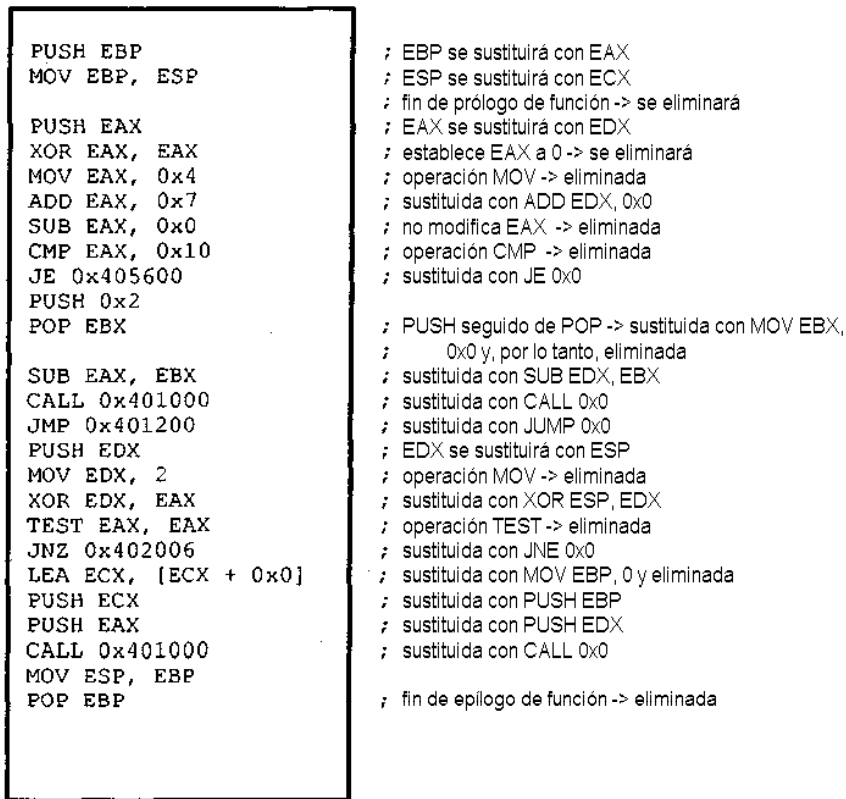 PUSH EBP ; EBP se sustituirá con EAX
MOV EBP, ESP ; ESP se sustituirá con ECX
; fin de prólogo de función -> se eliminará
PUSH EAX ; EAX se sustituirá con EDX
XOR EAX, EAX ; establece EAX a 0 -> se eliminará
MOV EAX, 0x4 ; operación MOV -> eliminada
ADD EAX, 0x7 ; sustituida con ADD EDX, 0x0
SUB EAX, 0x0 ; no modifica EAX -> eliminada
CMP EAX, 0x10 ; operación CMP -> eliminada
JE 0x405600 ; sustituida con JE 0x0
PUSH 0x2
POP EBX ; PUSH seguido de POP -> sustituida con MOV EBX,
; 0x0 y, por lo tanto, eliminada
SUB EAX, EBX ; sustituida con SUB EDX, EBX
CALL 0x401000 ; sustituida con CALL 0x0
JMP 0x401200 ; sustituida con JUMP 0x0
PUSH EDX ; EDX se sustituirá con ESP
MOV EDX, 2 ; operación MOV -> eliminada
XOR EDX, EAX ; sustituida con XOR ESP, EDX
TEST EAX, EAX ; operación TEST -> eliminada
JNZ 0x402006 ; sustituida con JNE 0x0
LEA ECX, [ECX + 0x0] ; sustituida con MOV EBP, 0 y eliminada
PUSH ECX ; sustituida con PUSH EBP
PUSH EAX ; sustituida con PUSH EDX
CALL 0x401000 ; sustituida con CALL 0x0
MOV ESP, EBP
POP EBP ; fin de epílogo de función -> eliminada